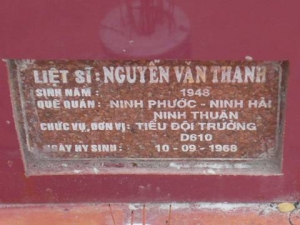 LIỆT SĨ : NGUYỄN VĂN THANH
SINH NĂM : 1948
QUÊ QUÁN : NINH PHƯỚC - NINH HẢI
NINH THUẬN
CHỨC VỤ, ĐƠN VỊ : TIỂU ĐỘI TRƯỞNG
D610
NGÀY HY SINH : 10 - 09 - 1968